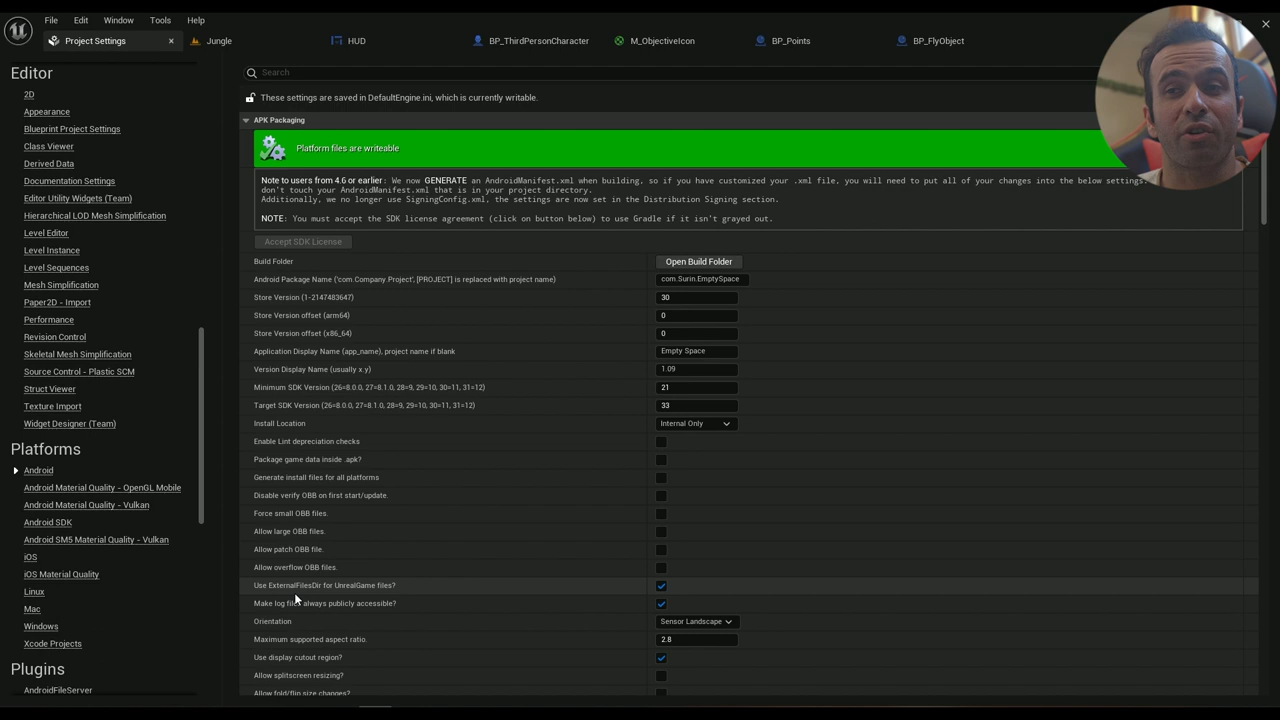 File Edit Window Tools Help
Project Settings
Jungle
HUD
BP_ThirdPersonCharacter
M_ObjectiveIcon
BP_Points
BP_FlyObject
Editor
2D
Appearance
Blueprint Project Settings
Class Viewer
Derived Data
Documentation Settings
Editor Utility Widgets (Team)
Hierarchical LOD Mesh Simplification
Level Editor
Level Instance
Level Sequences
Mesh Simplification
Paper2D - Import
Performance
Revision Control
Skeletal Mesh Simplification
Source Control - Plastic SCM
Struct Viewer
Texture Import
Widget Designer (Team)
Platforms
Android
Android Material Quality - OpenGL Mobile
Android Material Quality - Vulkan
Android SDK
Android SM5 Material Quality - Vulkan
iOS
iOS Material Quality
Linux
Mac
Windows
Xcode Projects
Plugins
AndroidFileServer
Search
These settings are saved in DefaultEngine.ini, which is currently writable.
APK Packaging
Platform files are writeable
Note to users from 4.6 or earlier: We now GENERATE an AndroidManifest.xml when building, so if you have customized your .xml file, you will need to put all of your changes into the below settings.
don't touch your AndroidManifest.xml that is in your project directory.
Additionally, we no longer use SigningConfig.xml, the settings are now set in the Distribution Signing section.
NOTE: You must accept the SDK license agreement (click on button below) to use Gradle if it isn't grayed out.
Accept SDK License
Build Folder Open Build Folder
Android Package Name ('com.Company.Project', [PROJECT] is replaced with project name) com.Surin.EmptySpace
Store Version (1-2147483647) 30
Store Version offset (arm64) 0
Store Version offset (x86_64) 0
Application Display Name (app_name), project name if blank Empty Space
Version Display Name (usually x.y) 1.09
Minimum SDK Version (26=8.0.0, 27=8.1.0, 28=9, 29=10, 30=11, 31=12) 21
Target SDK Version (26=8.0.0, 27=8.1.0, 28=9, 29=10, 30=11, 31=12) 33
Install Location Internal Only
Enable Lint depreciation checks
Package game data inside .apk?
Generate install files for all platforms
Disable verify OBB on first start/update.
Force small OBB files.
Allow large OBB files.
Allow patch OBB file.
Allow overflow OBB files.
Use ExternalFilesDir for UnrealGame files?
Make log files always publicly accessible?
Orientation Sensor Landscape
Maximum supported aspect ratio. 2.8
Use display cutout region?
Allow splitscreen resizing?
Allow fold/flip size changes?